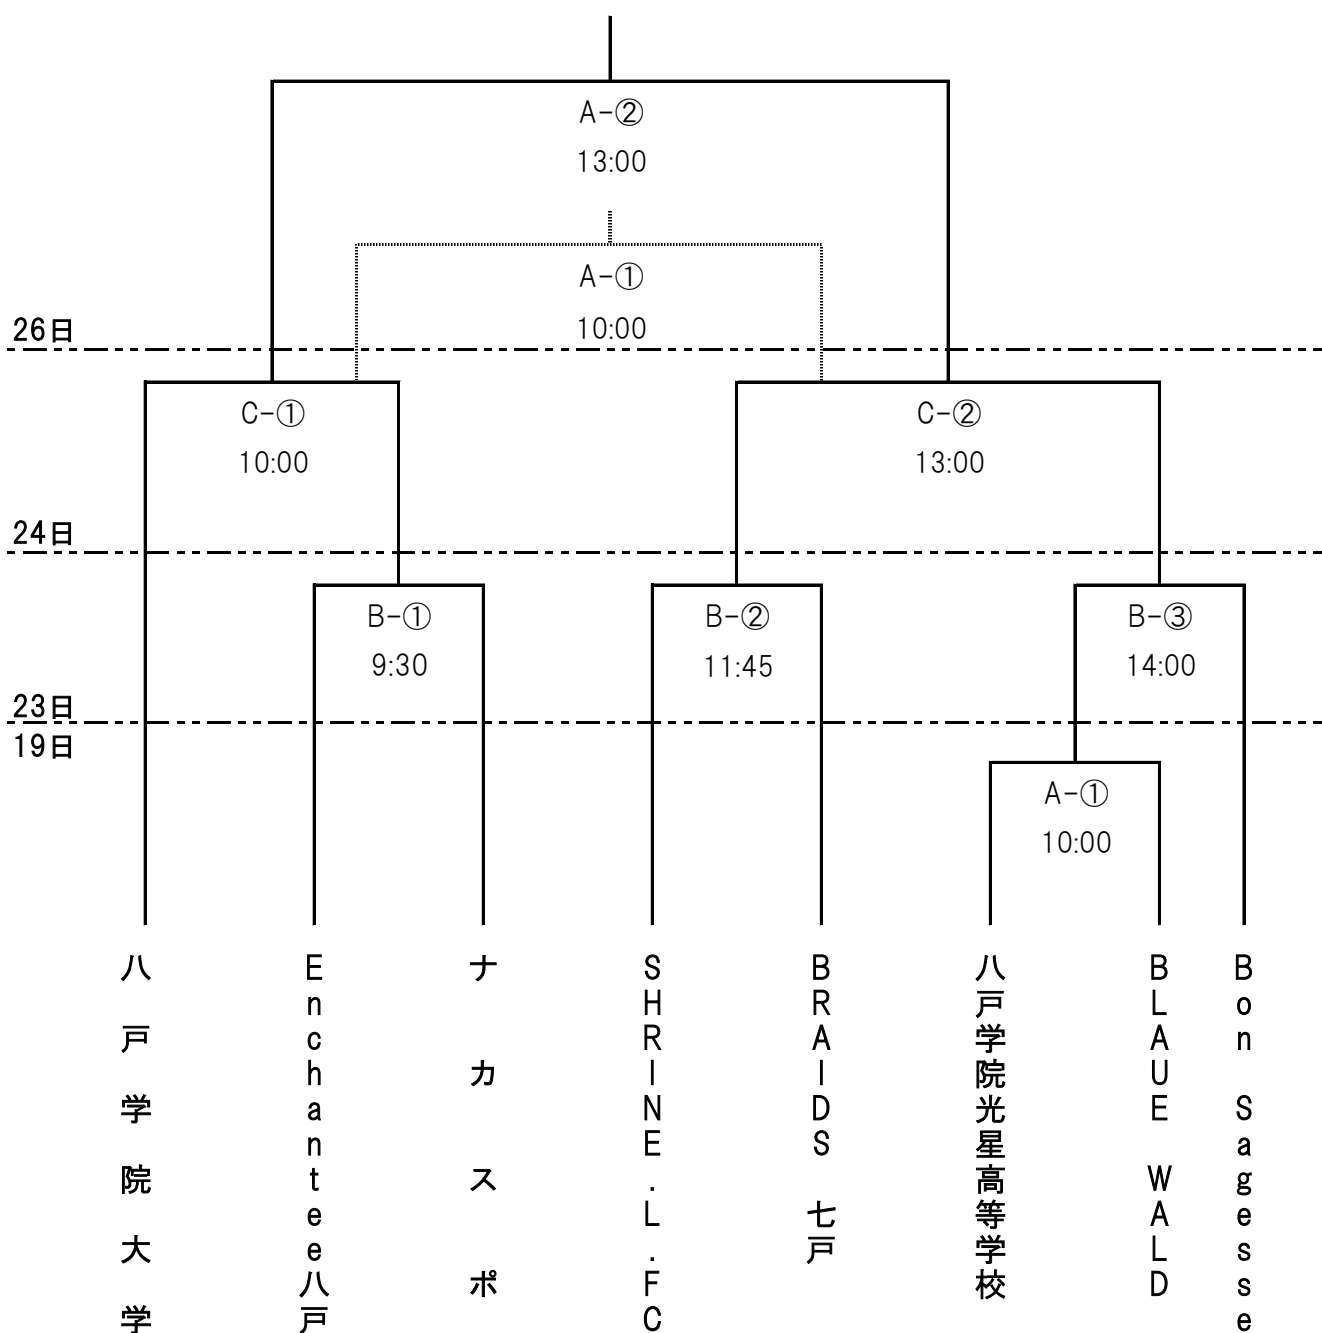 A-②
13:00
A-①
10:00
26日
C-①
10:00
C-②
13:00
24日
B-①
9:30
B-②
11:45
B-③
14:00
23日
19日
A-①
10:00
八戸学院大学
Enchantee八戸
ナカスポ
SHRINE.L.FC
BRAIDS 七戸
八戸学院光星高等学校
BLAUE WALD
Bon Sagesse